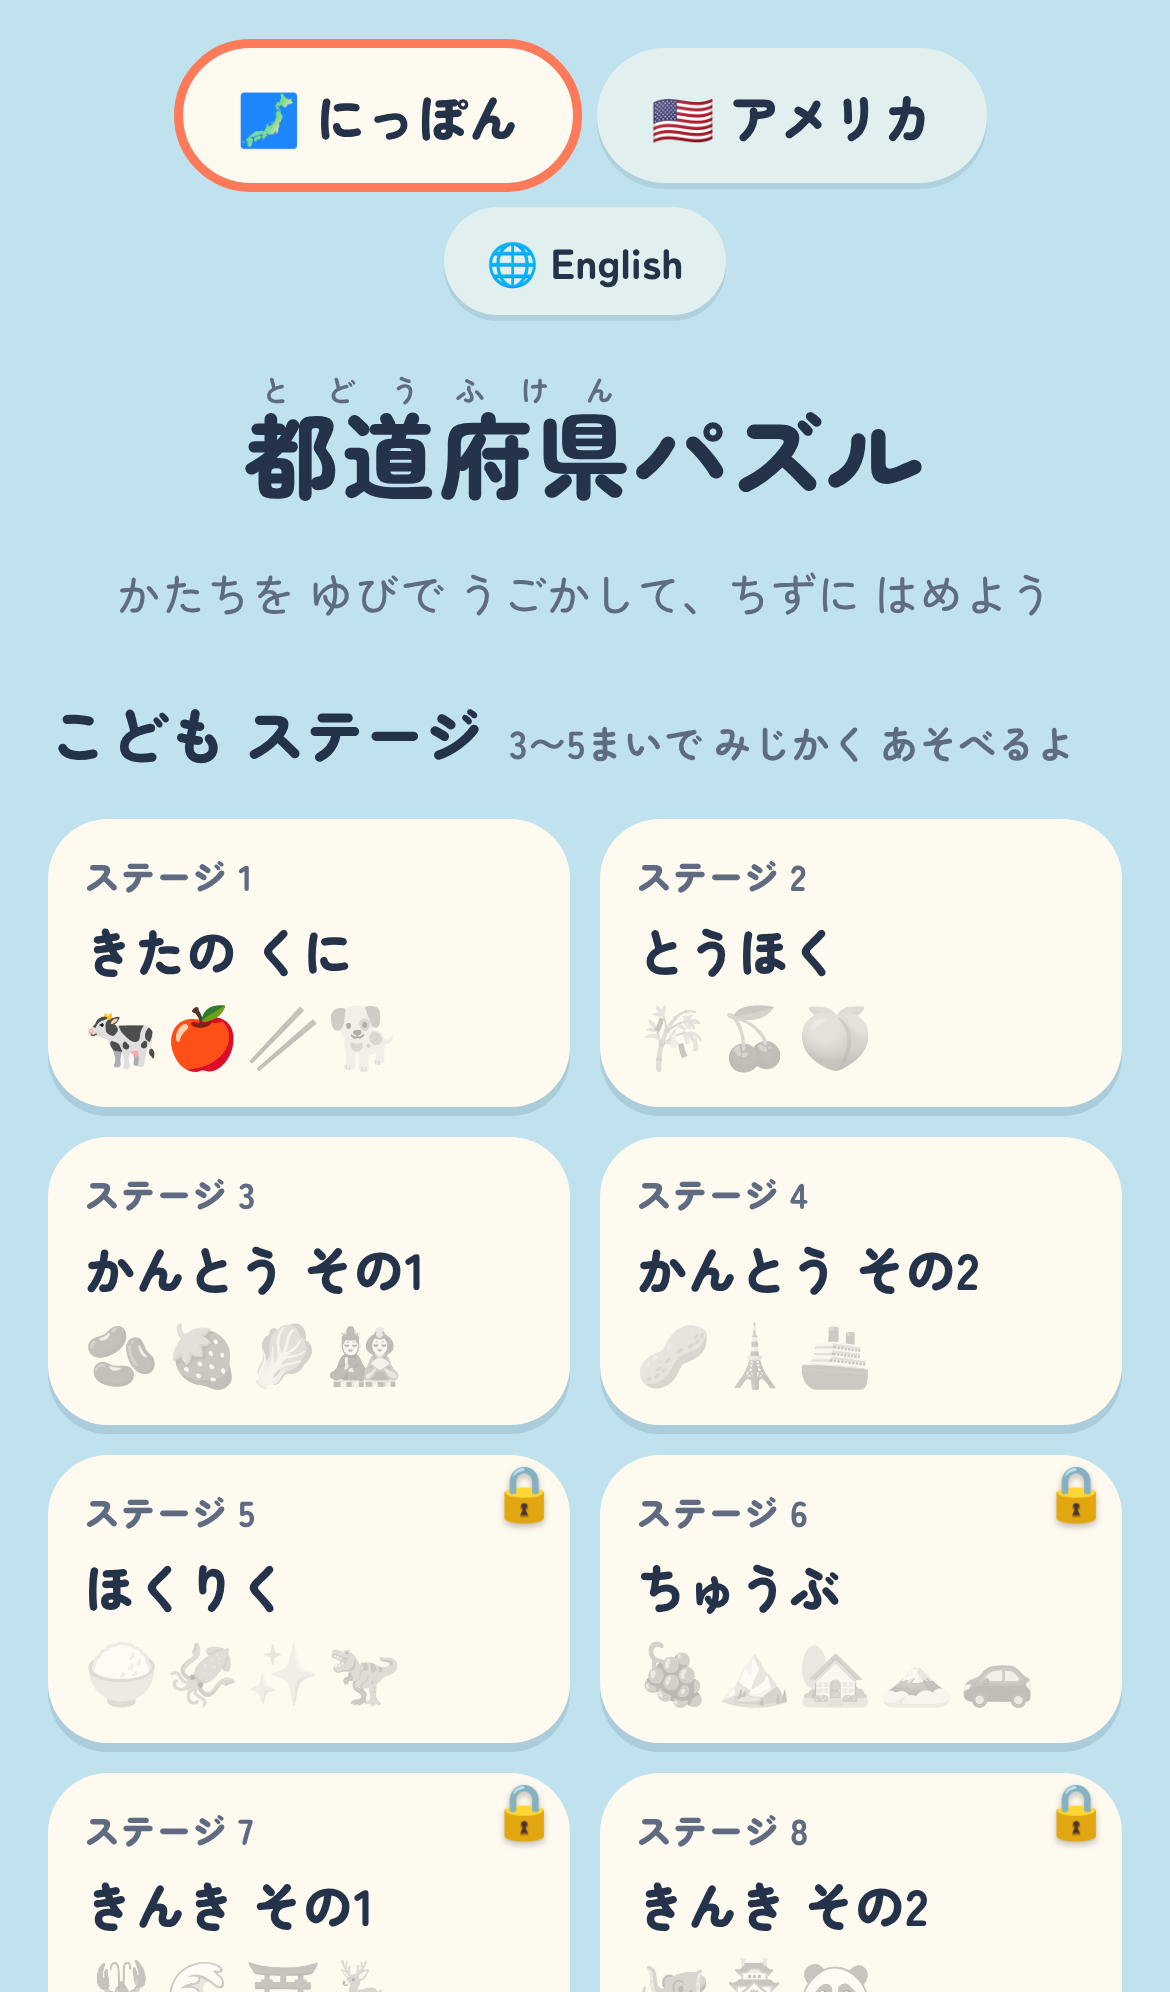 にっぽん
アメリカ
English
とどうふけん
都道府県パズル
かたちを ゆびで うごかして、ちずに はめよう
こども ステージ 3〜5まいで みじかく あそべるよ
ステージ 1
きたの くに
ステージ 2
とうほく
ステージ 3
かんとう その1
ステージ 4
かんとう その2
ステージ 5
ほくりく
ステージ 6
ちゅうぶ
ステージ 7
きんき その1
ステージ 8
きんき その2